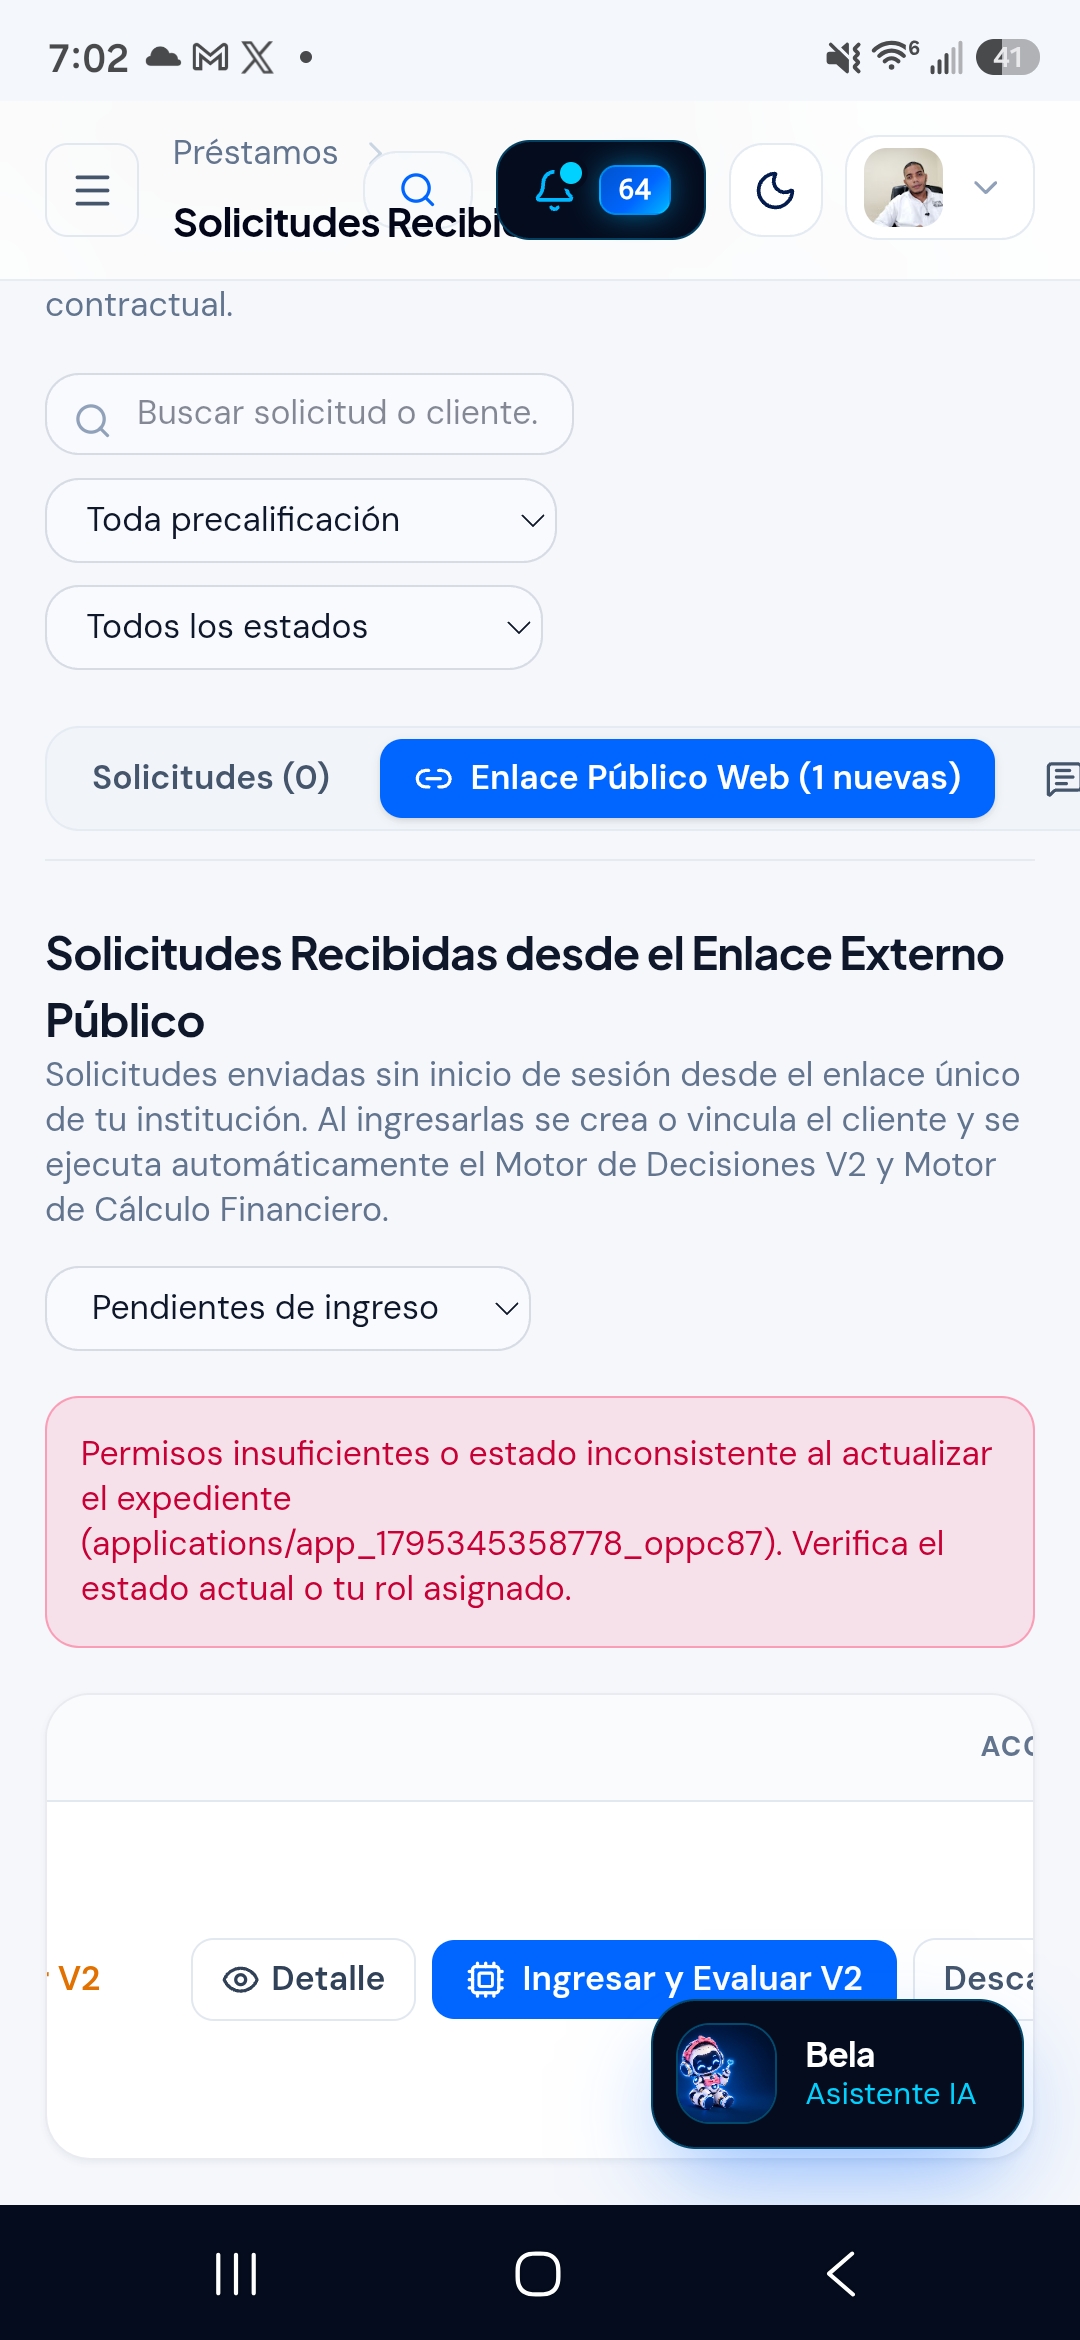 7:02
6
41
Préstamos
Solicitudes Recibi
64
contractual.
Buscar solicitud o cliente.
Toda precalificación
Todos los estados
Solicitudes (0)
Enlace Público Web (1 nuevas)
Solicitudes Recibidas desde el Enlace Externo
Público
Solicitudes enviadas sin inicio de sesión desde el enlace único
de tu institución. Al ingresarlas se crea o vincula el cliente y se
ejecuta automáticamente el Motor de Decisiones V2 y Motor
de Cálculo Financiero.
Pendientes de ingreso
Permisos insuficientes o estado inconsistente al actualizar
el expediente
(applications/app_1795345358778_oppc87). Verifica el
estado actual o tu rol asignado.
ACC
V2
Detalle
Ingresar y Evaluar V2
Desca
Bela
Asistente IA